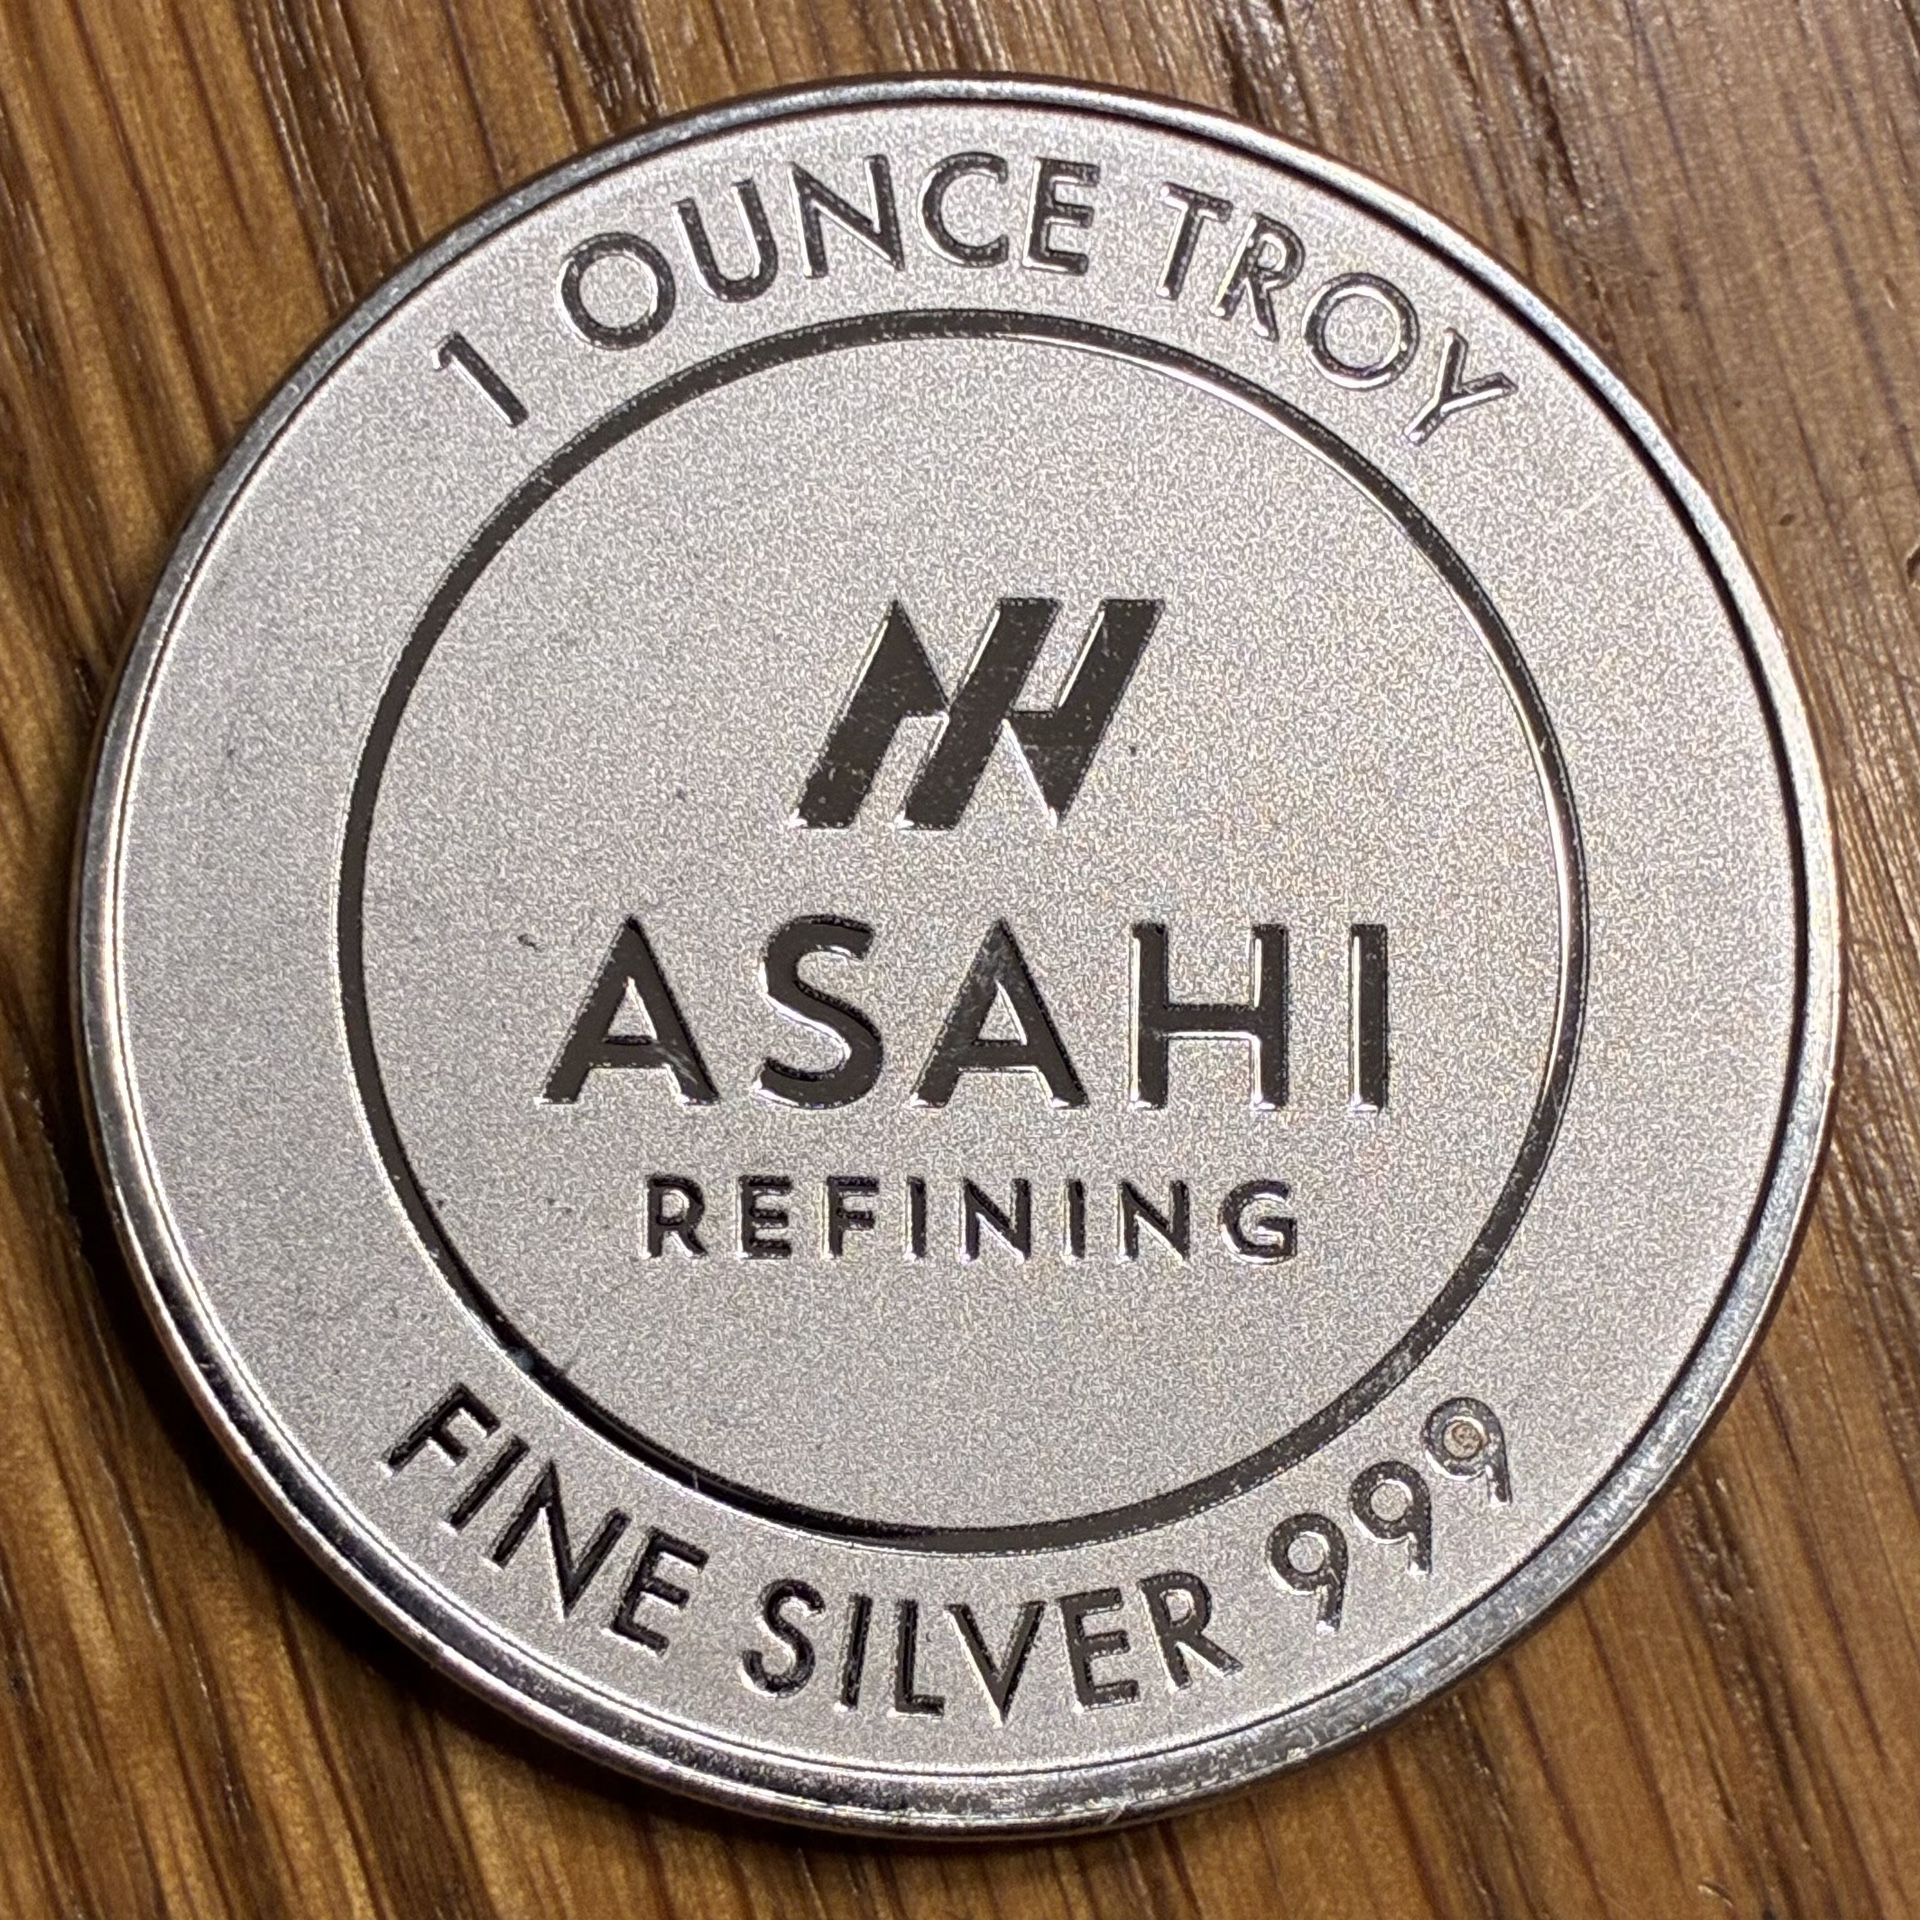 1 OUNCE TROY
ASAHI
REFINING
FINE SILVER 999